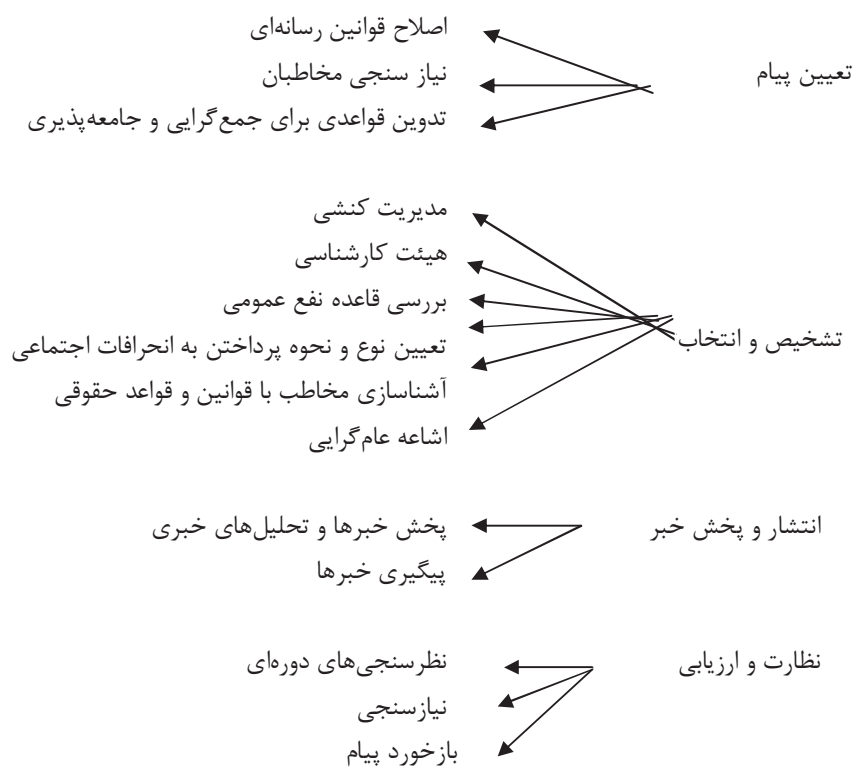 تعیین پیام
اصلاح قوانین رسانه‌ای
نیاز سنجی مخاطبان
تدوین قواعدی برای جمع‌گرایی و جامعه‌پذیری
تشخیص و انتخاب
مدیریت کنشی
هیئت کارشناسی
بررسی قاعده نفع عمومی
تعیین نوع و نحوه پرداختن به انحرافات اجتماعی
آشناسازی مخاطب با قوانین و قواعد حقوقی
اشاعه عام‌گرایی
انتشار و پخش خبر
پخش خبرها و تحلیل‌های خبری
پیگیری خبرها
نظارت و ارزیابی
نظرسنجی‌های دوره‌ای
نیازسنجی
بازخورد پیام